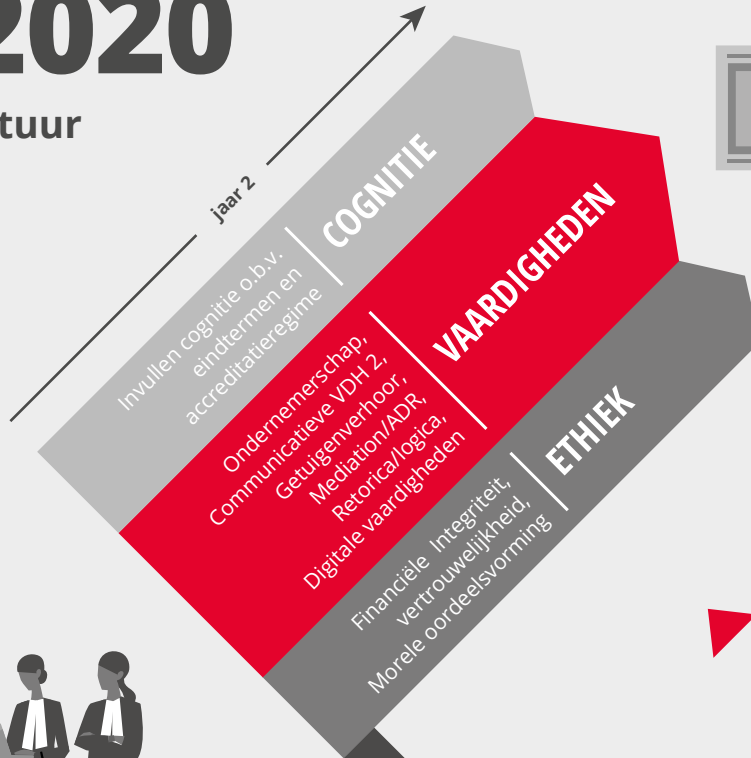 2020
tuur
jaar 2
COGNITIE
Invullen cognitie o.b.v.
eindtermen en
accreditatieregime
VAARDIGHEDEN
Ondernemerschap,
Communicatieve VDH 2,
Getuigenverhoor,
Mediation/ADR,
Retorica/logica,
Digitale vaardigheden
ETHIEK
Financiële Integriteit,
vertrouwelijkheid,
Morele oordeelsvorming